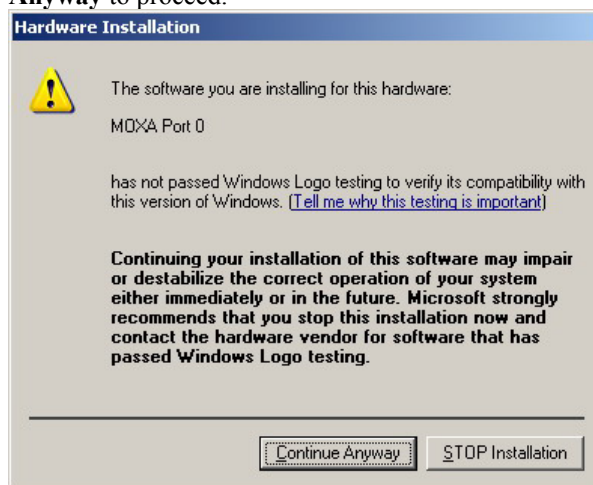 Anyway to proceed.
Hardware Installation
The software you are installing for this hardware:
MOXA Port 0
has not passed Windows Logo testing to verify its compatibility with
this version of Windows. (Tell me why this testing is important)
Continuing your installation of this software may impair
or destabilize the correct operation of your system
either immediately or in the future. Microsoft strongly
recommends that you stop this installation now and
contact the hardware vendor for software that has
passed Windows Logo testing.
Continue Anyway STOP Installation